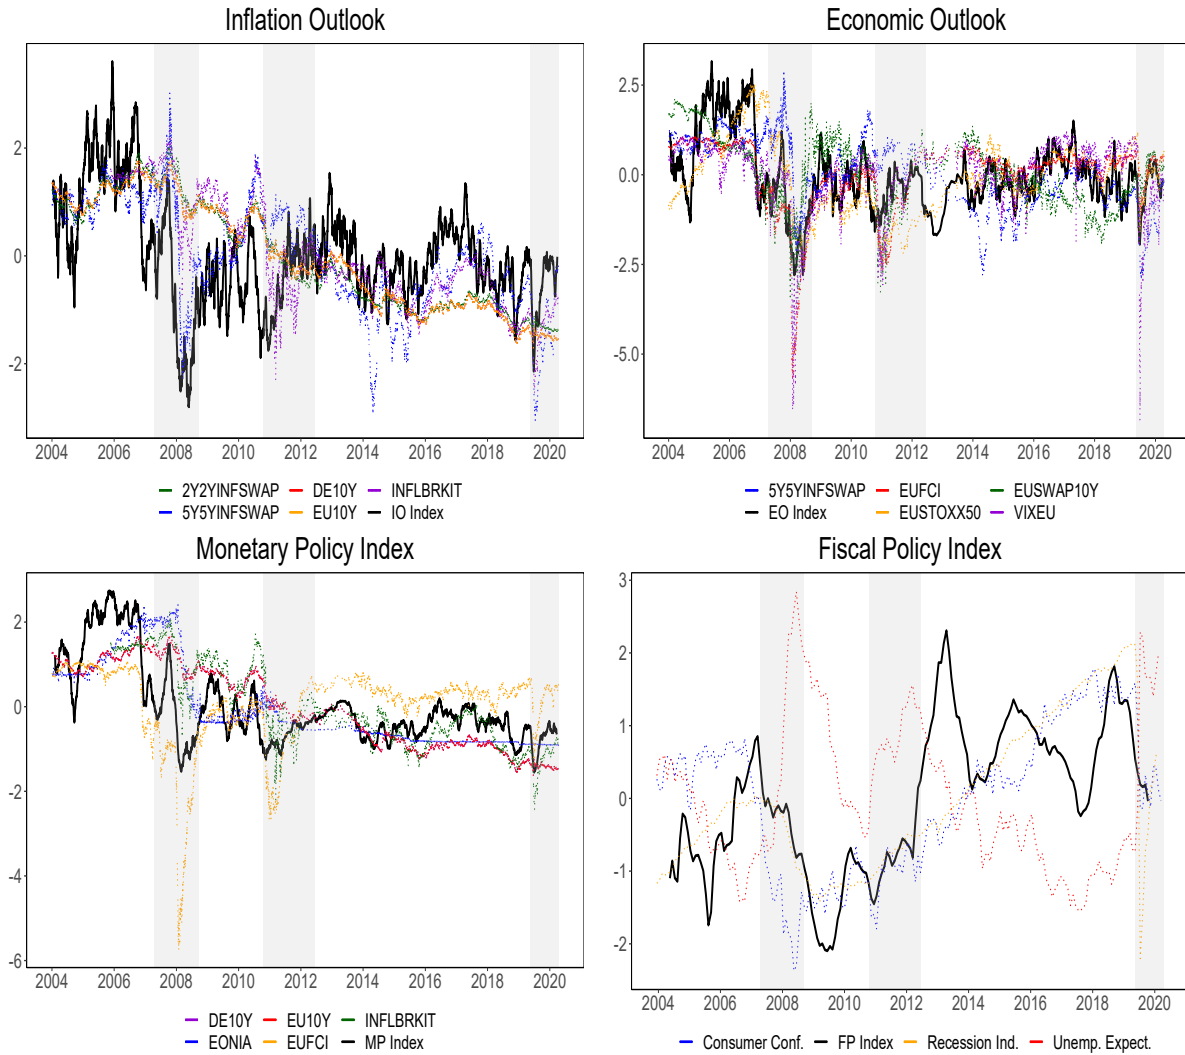 Inflation Outlook
2
0
-2
2004 2006 2008 2010 2012 2014 2016 2018 2020
2Y2YINFSWAP DE10Y INFLBRKIT
5Y5YINFSWAP EU10Y IO Index
Economic Outlook
2.5
0.0
-2.5
-5.0
2004 2006 2008 2010 2012 2014 2016 2018 2020
5Y5YINFSWAP EUFCI EUSWAP10Y
EO Index EUSTOXX50 VIXEU
Monetary Policy Index
2
0
-2
-4
-6
2004 2006 2008 2010 2012 2014 2016 2018 2020
DE10Y EU10Y INFLBRKIT
EONIA EUFCI MP Index
Fiscal Policy Index
3
2
1
0
-1
-2
2004 2006 2008 2010 2012 2014 2016 2018 2020
Consumer Conf. FP Index Recession Ind. Unemp. Expect.